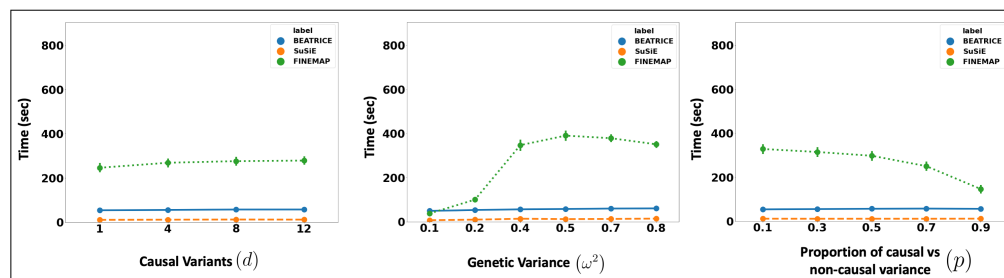 800
600
400
200
0
Time (sec)
label
BEATRICE
SuSiE
FINEMAP
1
4
8
12
Causal Variants (d)
800
600
400
200
0
Time (sec)
label
BEATRICE
SuSiE
FINEMAP
0.1
0.2
0.4
0.5
0.7
0.8
Genetic Variance (ω²)
800
600
400
200
0
Time (sec)
label
BEATRICE
SuSiE
FINEMAP
0.1
0.3
0.5
0.7
0.9
Proportion of causal vs
non-causal variance (p)